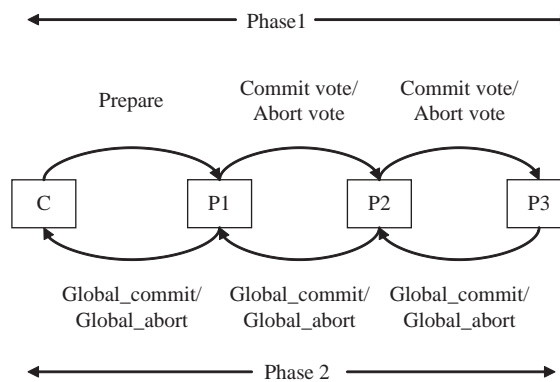 Phase1
Prepare
Commit vote/
Abort vote
Commit vote/
Abort vote
C
P1
P2
P3
Global_commit/
Global_abort
Global_commit/
Global_abort
Global_commit/
Global_abort
Phase 2